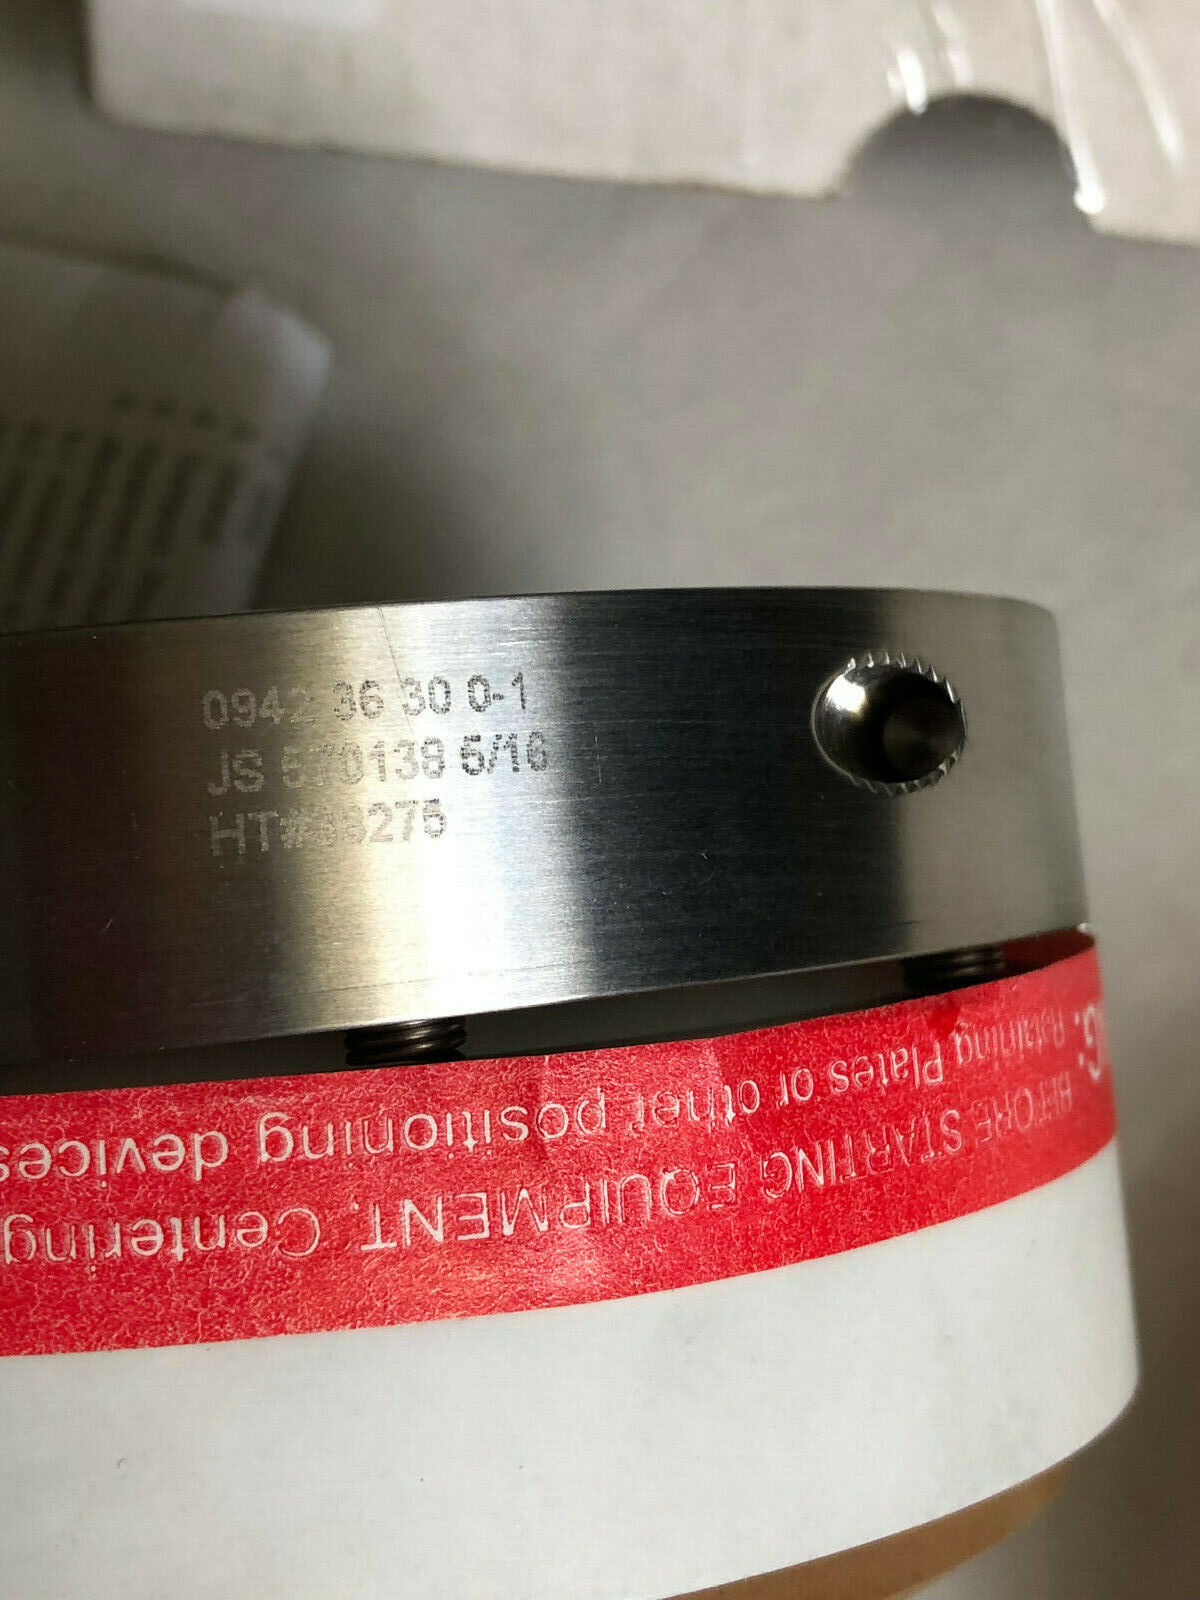 0942 36 30 0-1
JS 570138 5/16
HT#
BEFORE STARTING EQUIPMENT, Centering
Retaining Plates or other positioning devices